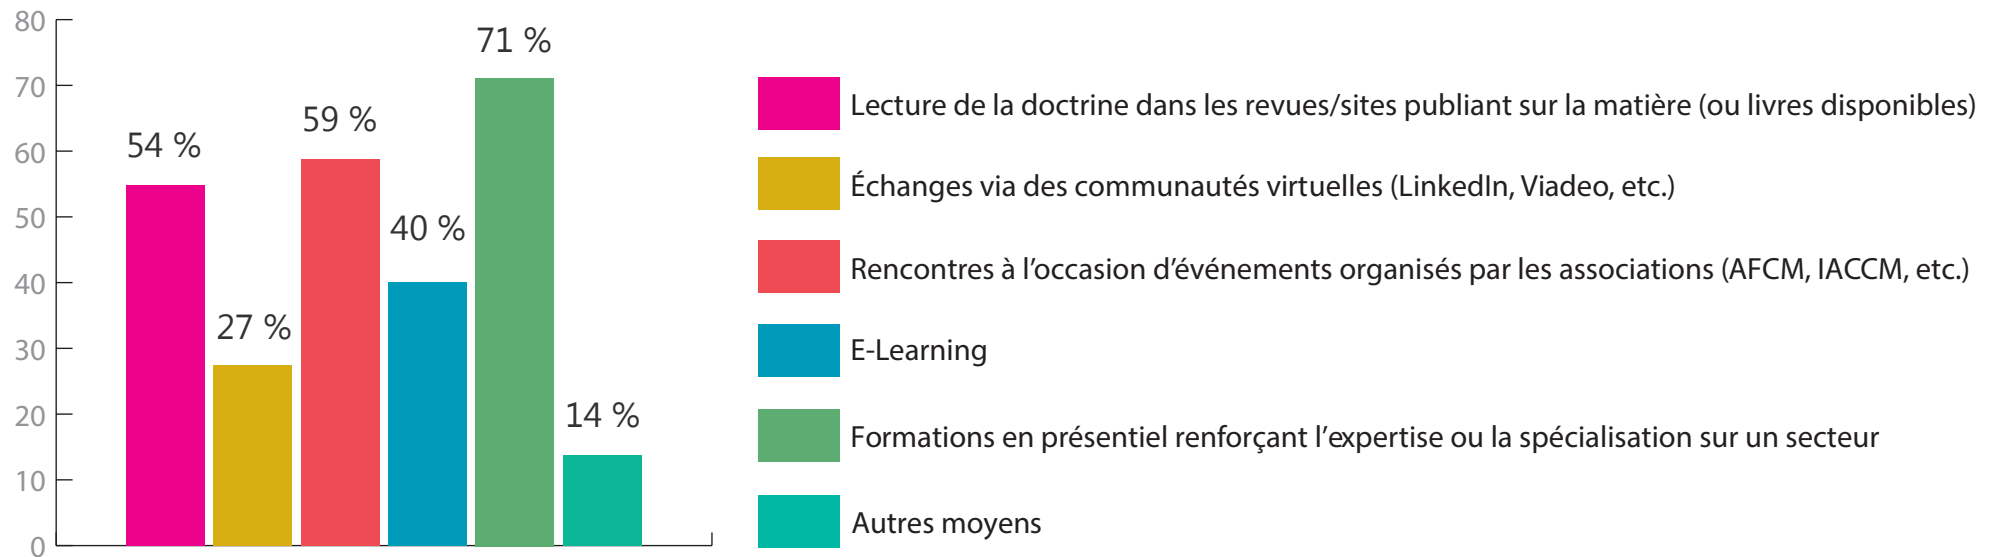 80
70
60
50
40
30
20
10
0
54 %
27 %
59 %
40 %
71 %
14 %
Lecture de la doctrine dans les revues/sites publiant sur la matière (ou livres disponibles)
Échanges via des communautés virtuelles (LinkedIn, Viadeo, etc.)
Rencontres à l’occasion d’événements organisés par les associations (AFCM, IACCM, etc.)
E-Learning
Formations en présentiel renforçant l’expertise ou la spécialisation sur un secteur
Autres moyens